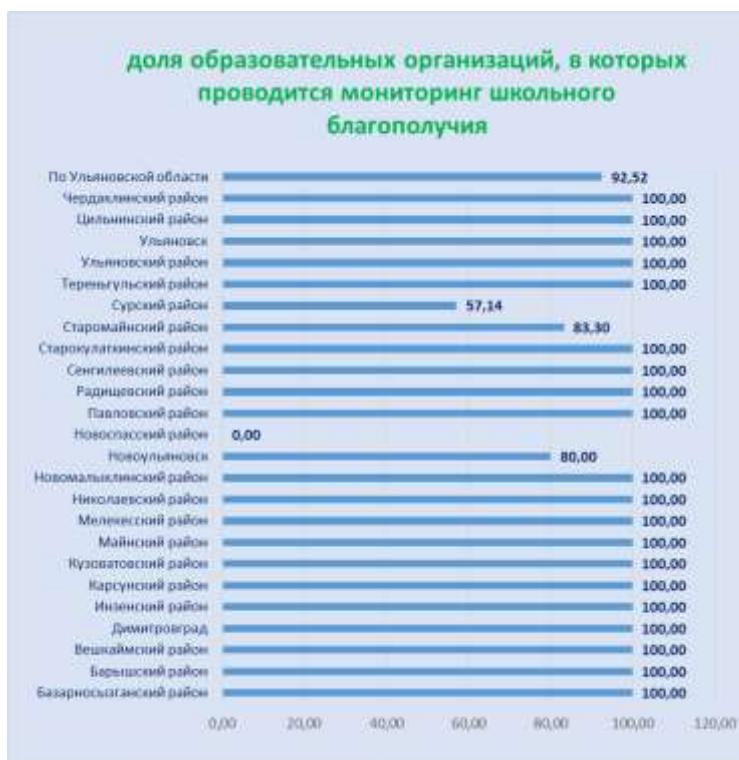 доля образовательных организаций, в которых
проводится мониторинг школьного
благополучия
По Ульяновской области 92,52
Чердаклинский район 100,00
Цильнинский район 100,00
Ульяновск 100,00
Ульяновский район 100,00
Тереньгульский район 100,00
Сурский район 57,14
Старомайнский район 83,30
Старокулаткинский район 100,00
Сенгилеевский район 100,00
Радищевский район 100,00
Павловский район 100,00
Новоспасский район 0,00
Новоульяновск 80,00
Новомалыклинский район 100,00
Николаевский район 100,00
Мелекесский район 100,00
Майнский район 100,00
Кузоватовский район 100,00
Карсунский район 100,00
Инзенский район 100,00
Димитровград 100,00
Вешкаймский район 100,00
Барышский район 100,00
Базарносызганский район 100,00
0,00 20,00 40,00 60,00 80,00 100,00 120,00